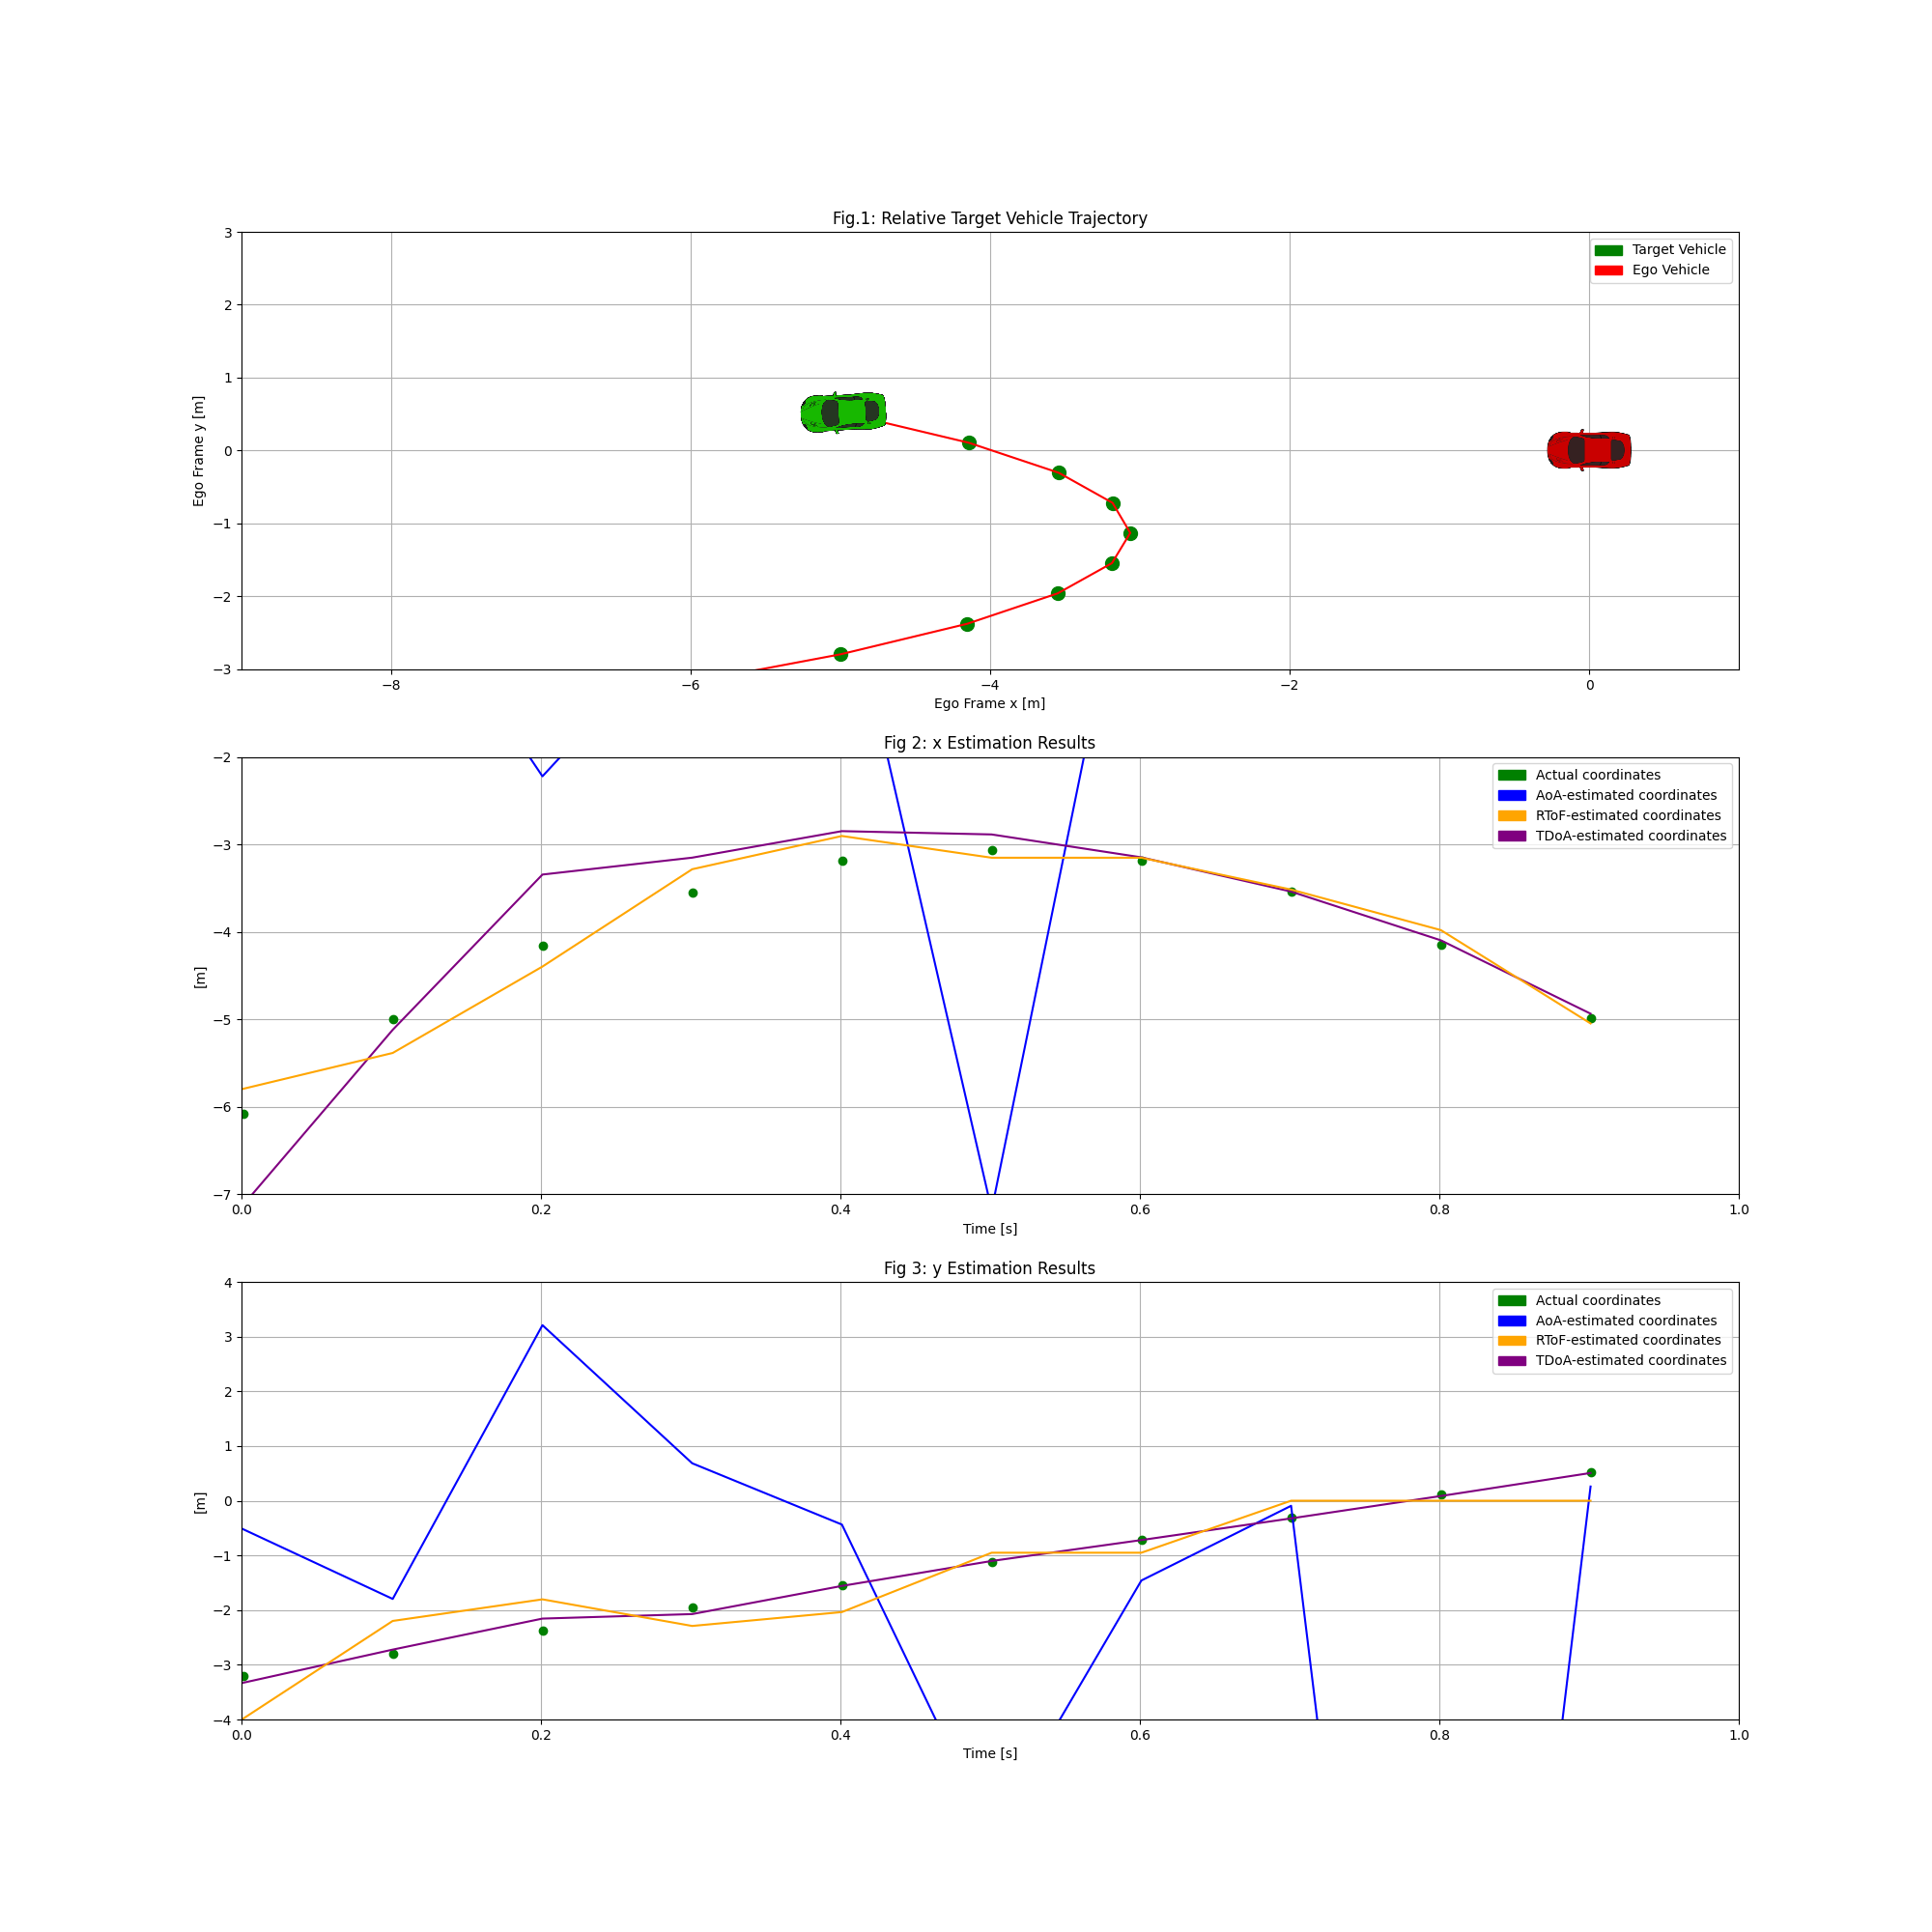 Fig.1: Relative Target Vehicle Trajectory
3
2
1
0
−1
−2
−3
Ego Frame y [m]
Target Vehicle
Ego Vehicle
−8
−6
−4
−2
0
Ego Frame x [m]
Fig 2: x Estimation Results
−2
−3
−4
−5
−6
−7
[m]
Actual coordinates
AoA-estimated coordinates
RToF-estimated coordinates
TDoA-estimated coordinates
0.0
0.2
0.4
0.6
0.8
1.0
Time [s]
Fig 3: y Estimation Results
4
3
2
1
0
−1
−2
−3
−4
[m]
Actual coordinates
AoA-estimated coordinates
RToF-estimated coordinates
TDoA-estimated coordinates
0.0
0.2
0.4
0.6
0.8
1.0
Time [s]